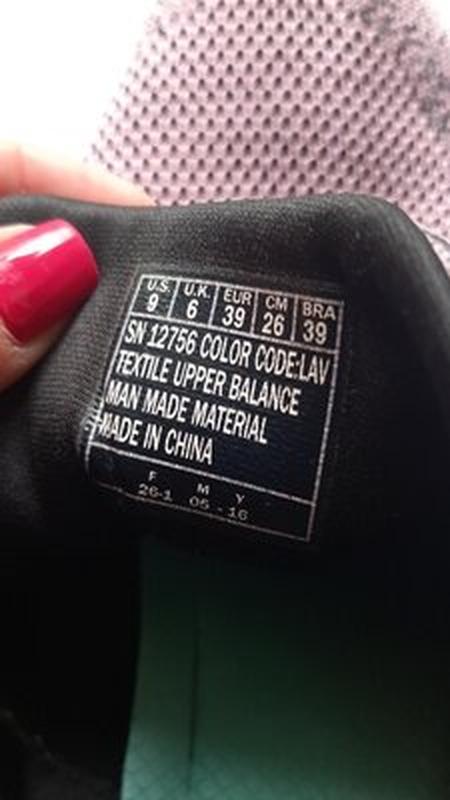 U.S. U.K. EUR CM BRA
9 6 39 26 39
SN 12756 COLOR CODE:LAV
TEXTILE UPPER BALANCE
MAN MADE MATERIAL
MADE IN CHINA
F M Y
26-1 05 . 16